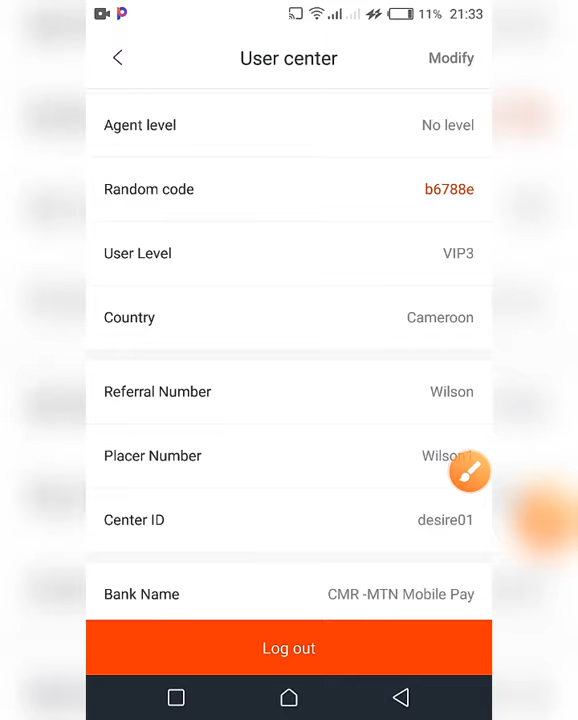 11% 21:33
User center Modify
Agent level No level
Random code b6788e
User Level VIP3
Country Cameroon
Referral Number Wilson
Placer Number Wilson1
Center ID desire01
Bank Name CMR -MTN Mobile Pay
Log out